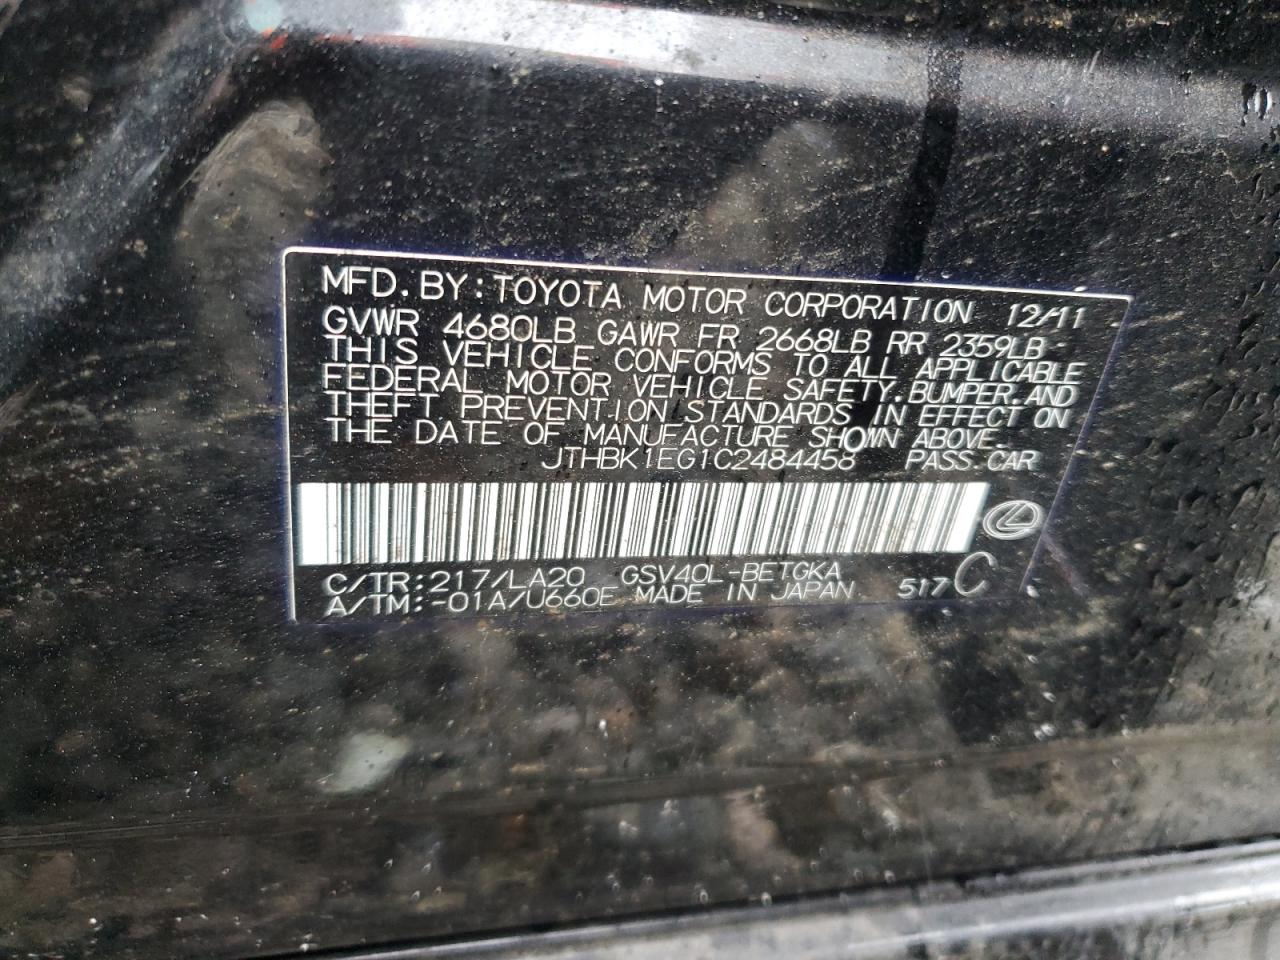 MFD. BY: TOYOTA MOTOR CORPORATION 12/11
GVWR 4680LB GAWR FR 2668LB RR 2359LB
THIS VEHICLE CONFORMS TO ALL APPLICABLE
FEDERAL MOTOR VEHICLE SAFETY, BUMPER, AND
THEFT PREVENTION STANDARDS IN EFFECT ON
THE DATE OF MANUFACTURE SHOWN ABOVE.
JTHBK1EG1C2484458 PASS. CAR
C/TR: 217/LA20 GSV40L-BETGKA
A/TM: -01A/U660E MADE IN JAPAN 517 C